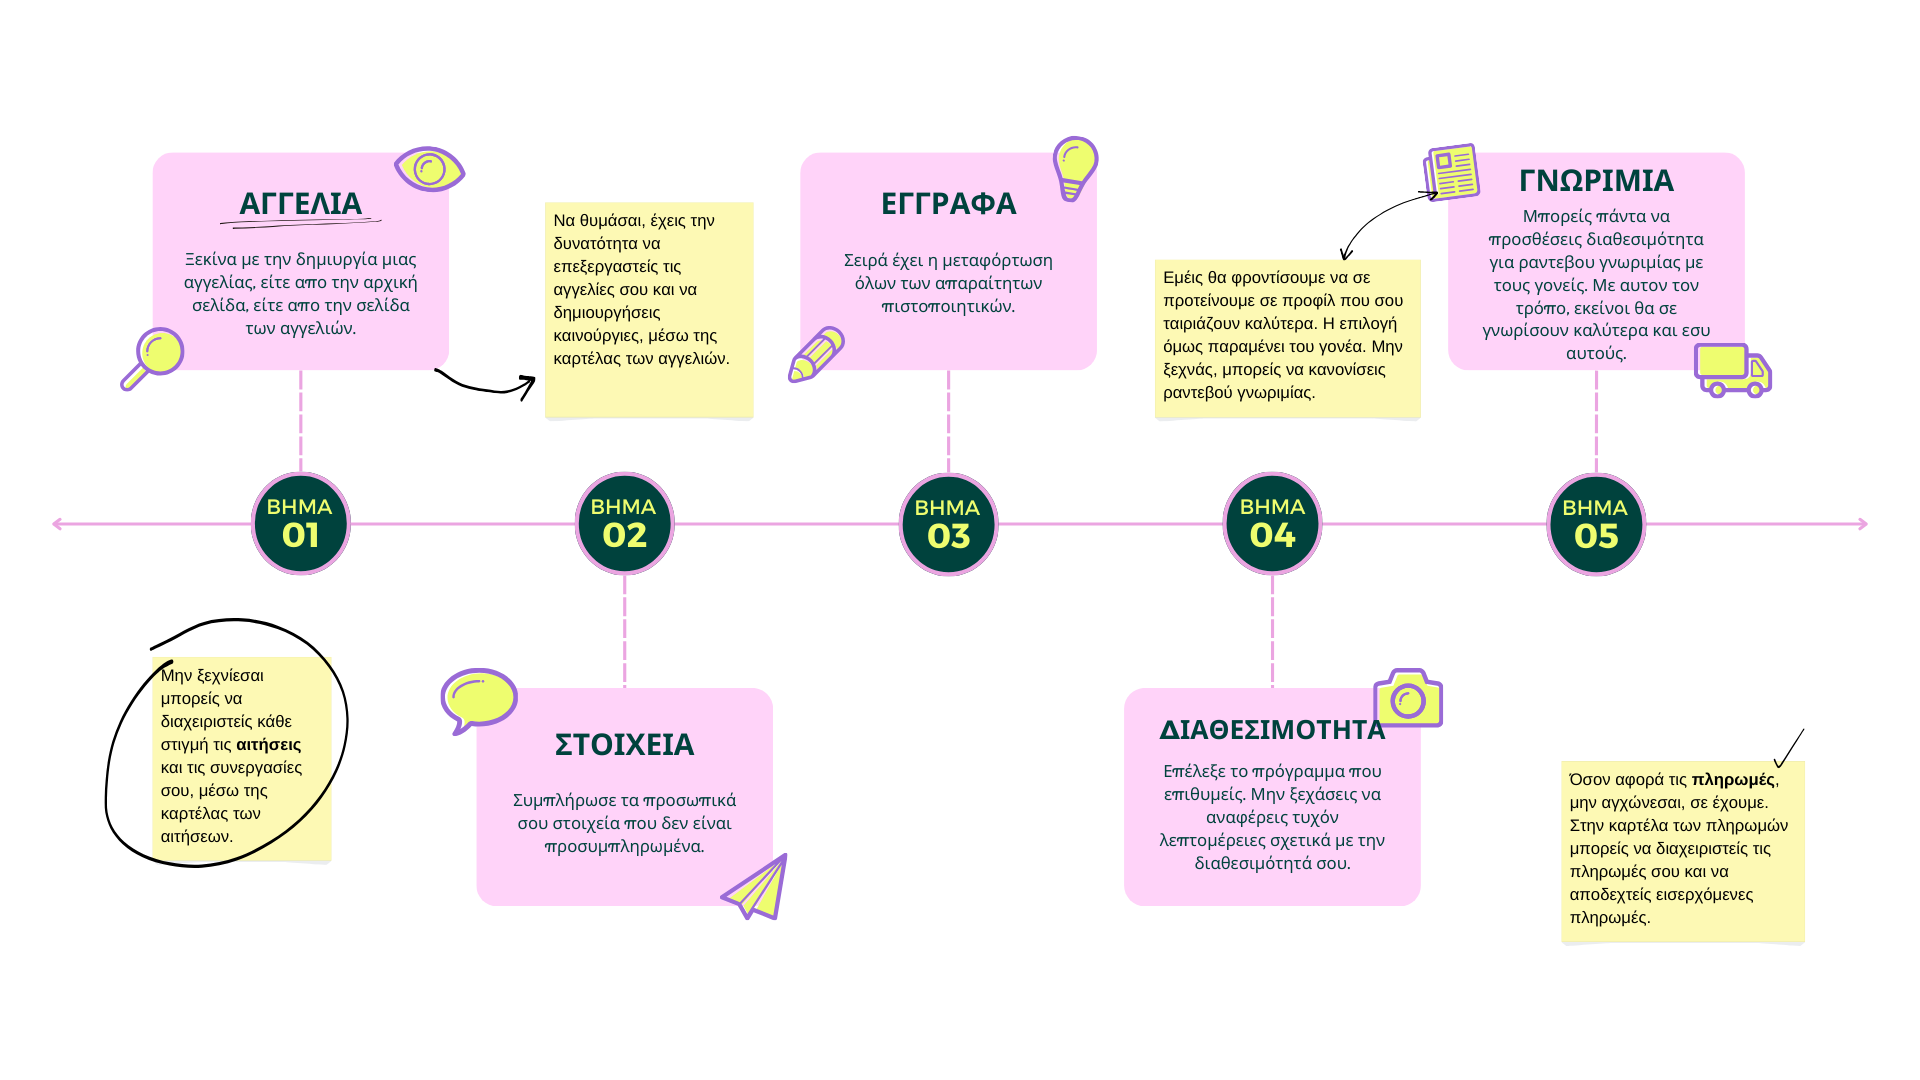 ΑΓΓΕΛΙΑ
Ξεκίνα με την δημιυργία μιας
αγγελίας, είτε απο την αρχική
σελίδα, είτε απο την σελίδα
των αγγελιών.
Να θυμάσαι, έχεις την
δυνατότητα να
επεξεργαστείς τις
αγγελίες σου και να
δημιουργήσεις
καινούργιες, μέσω της
καρτέλας των αγγελιών.
ΕΓΓΡΑΦΑ
Σειρά έχει η μεταφόρτωση
όλων των απαραίτητων
πιστοποιητικών.
Εμέις θα φροντίσουμε να σε
προτείνουμε σε προφίλ που σου
ταιριάζουν καλύτερα. Η επιλογή
όμως παραμένει του γονέα. Μην
ξεχνάς, μπορείς να κανονίσεις
ραντεβού γνωριμίας.
ΓΝΩΡΙΜΙΑ
Μπορείς πάντα να
προσθέσεις διαθεσιμότητα
για ραντεβου γνωριμίας με
τους γονείς. Με αυτον τον
τρόπο, εκείνοι θα σε
γνωρίσουν καλύτερα και εσυ
αυτούς.
ΒΗΜΑ
01
ΒΗΜΑ
02
ΒΗΜΑ
03
ΒΗΜΑ
04
ΒΗΜΑ
05
Μην ξεχνίεσαι
μπορείς να
διαχειριστείς κάθε
στιγμή τις αιτήσεις
και τις συνεργασίες
σου, μέσω της
καρτέλας των
αιτήσεων.
ΣΤΟΙΧΕΙΑ
Συμπλήρωσε τα προσωπικά
σου στοιχεία που δεν είναι
προσυμπληρωμένα.
ΔΙΑΘΕΣΙΜΟΤΗΤΑ
Επέλεξε το πρόγραμμα που
επιθυμείς. Μην ξεχάσεις να
αναφέρεις τυχόν
λεπτομέρειες σχετικά με την
διαθεσιμότητά σου.
Όσον αφορά τις πληρωμές,
μην αγχώνεσαι, σε έχουμε.
Στην καρτέλα των πληρωμών
μπορείς να διαχειριστείς τις
πληρωμές σου και να
αποδεχτείς εισερχόμενες
πληρωμές.